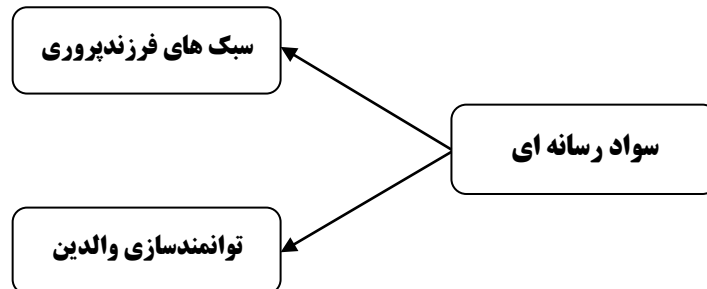 سبک های فرزندپروری
سواد رسانه ای
توانمندسازی والدین